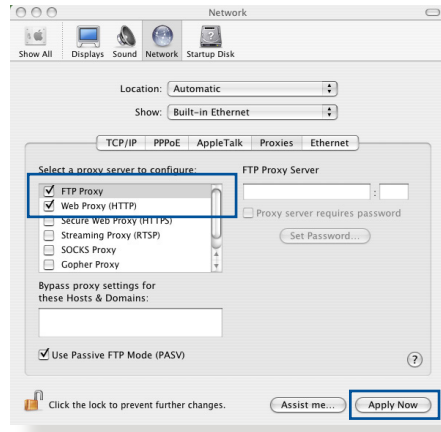 Network
Show All Displays Sound Network Startup Disk
Location: Automatic
Show: Built-in Ethernet
TCP/IP PPPoE AppleTalk Proxies Ethernet
Select a proxy server to configure: FTP Proxy Server
FTP Proxy
:
Web Proxy (HTTP)
Proxy server requires password
Secure Web Proxy (HTTPS)
Streaming Proxy (RTSP)
Set Password...
SOCKS Proxy
Gopher Proxy
Bypass proxy settings for
these Hosts & Domains:
Use Passive FTP Mode (PASV)
?
Click the lock to prevent further changes. Assist me... Apply Now